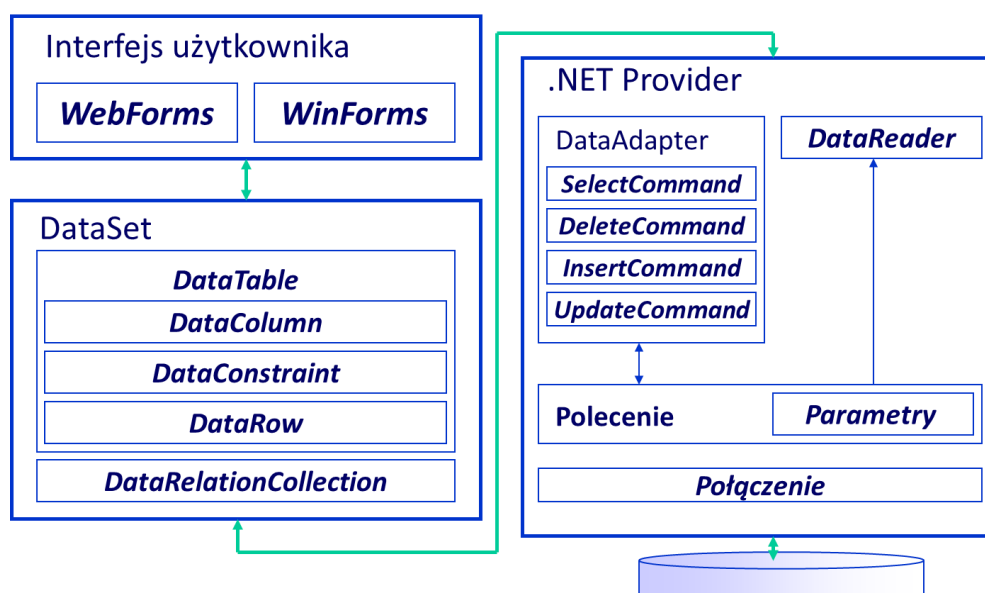 Interfejs użytkownika
WebForms
WinForms
DataSet
DataTable
DataColumn
DataConstraint
DataRow
DataRelationCollection
.NET Provider
DataAdapter
SelectCommand
DeleteCommand
InsertCommand
UpdateCommand
DataReader
Polecenie
Parametry
Połączenie